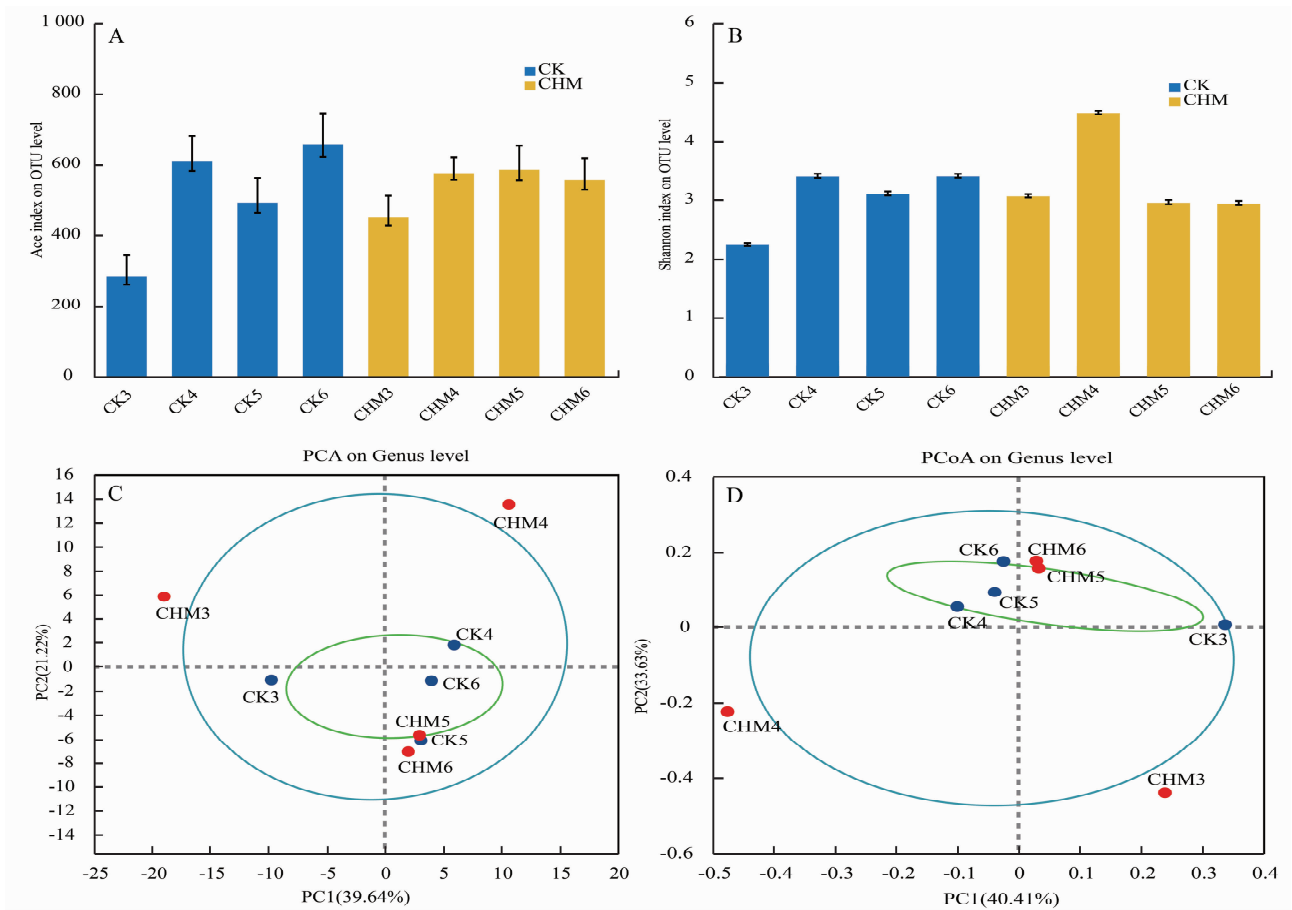 A
Ace index on OTU level
1 000
800
600
400
200
0
CK
CHM
CK3
CK4
CK5
CK6
CHM3
CHM4
CHM5
CHM6
B
Shannon index on OTU level
6
5
4
3
2
1
0
CK
CHM
CK3
CK4
CK5
CK6
CHM3
CHM4
CHM5
CHM6
PCA on Genus level
C
PC2(21.22%)
16
14
12
10
8
6
4
2
0
-2
-4
-6
-8
-10
-12
-14
CHM4
CHM3
CK4
CK3
CK6
CHM5
CK5
CHM6
-25
-20
-15
-10
-5
0
5
10
15
20
PC1(39.64%)
PCoA on Genus level
D
PC2(33.63%)
0.4
0.2
0
-0.2
-0.4
-0.6
CK6
CHM6
CHM5
CK5
CK4
CK3
CHM4
CHM3
-0.5
-0.4
-0.3
-0.2
-0.1
0
0.1
0.2
0.3
0.4
PC1(40.41%)